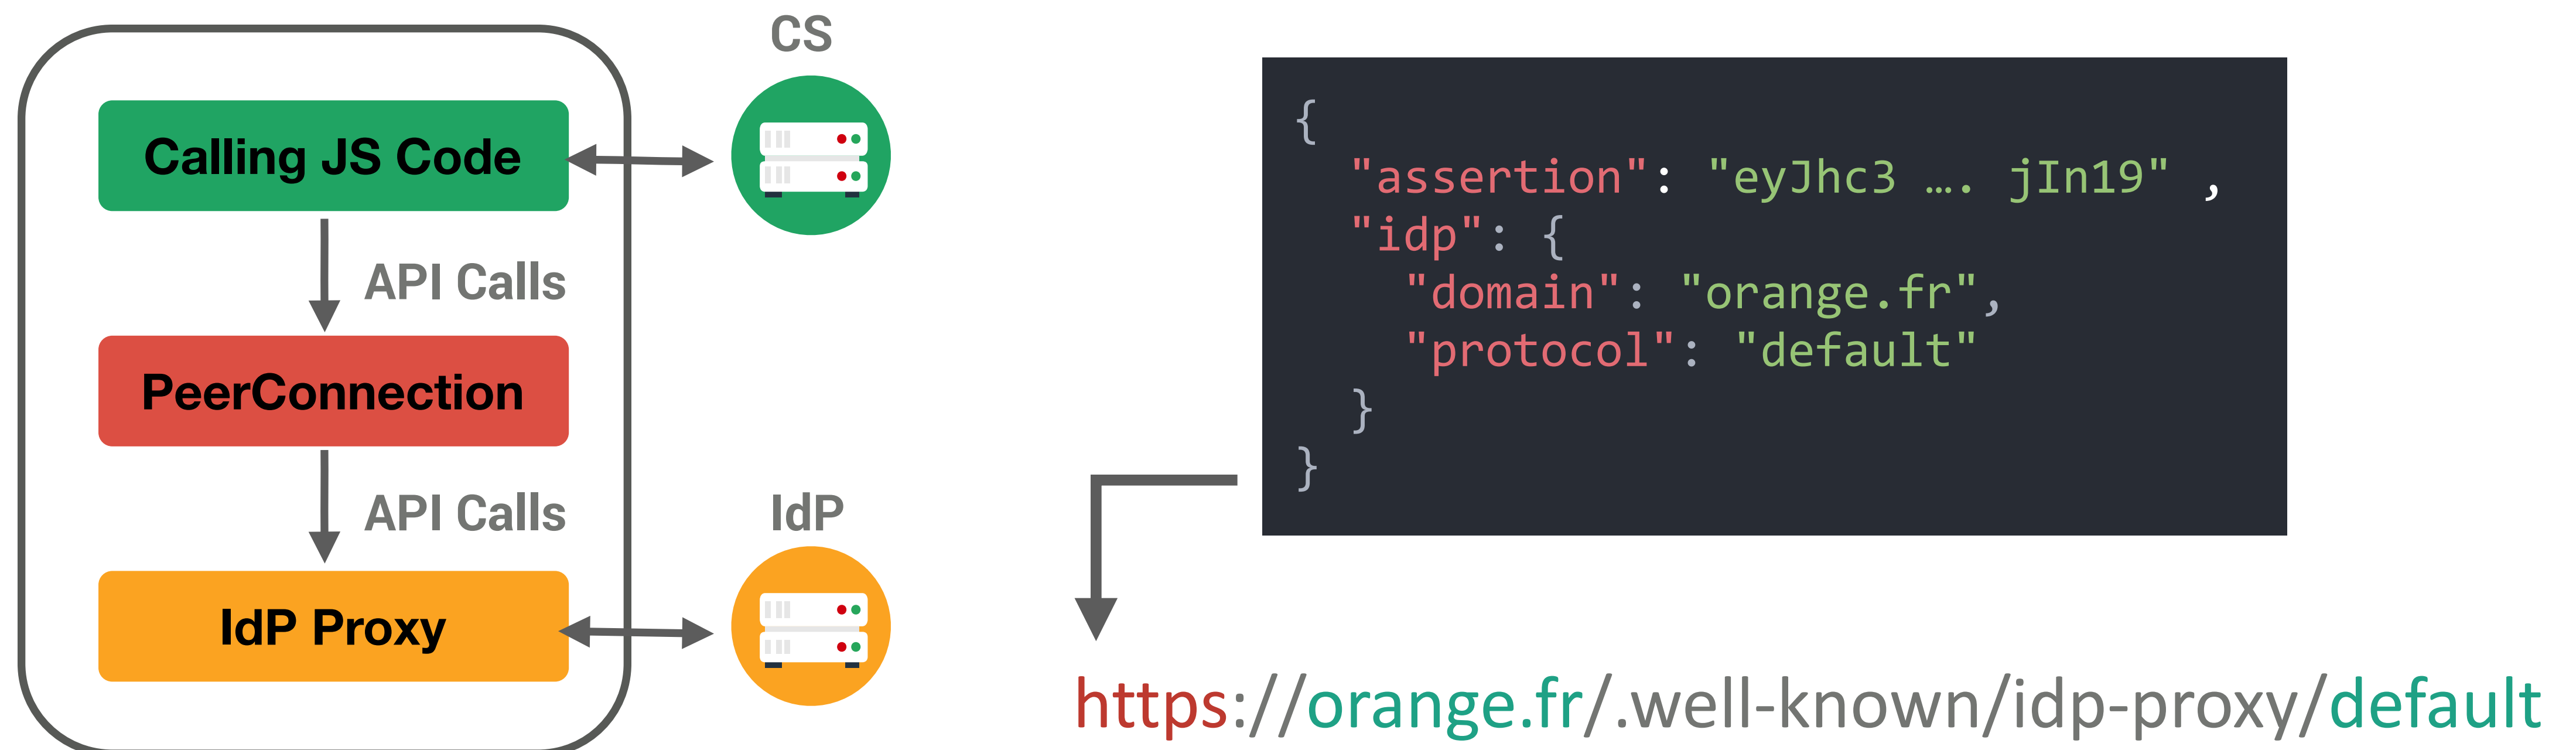 CS
Calling JS Code
API Calls
PeerConnection
API Calls
IdP
IdP Proxy
{
"assertion": "eyJhc3 …. jIn19" ,
"idp": {
"domain": "orange.fr",
"protocol": "default"
}
}
https://orange.fr/.well-known/idp-proxy/default